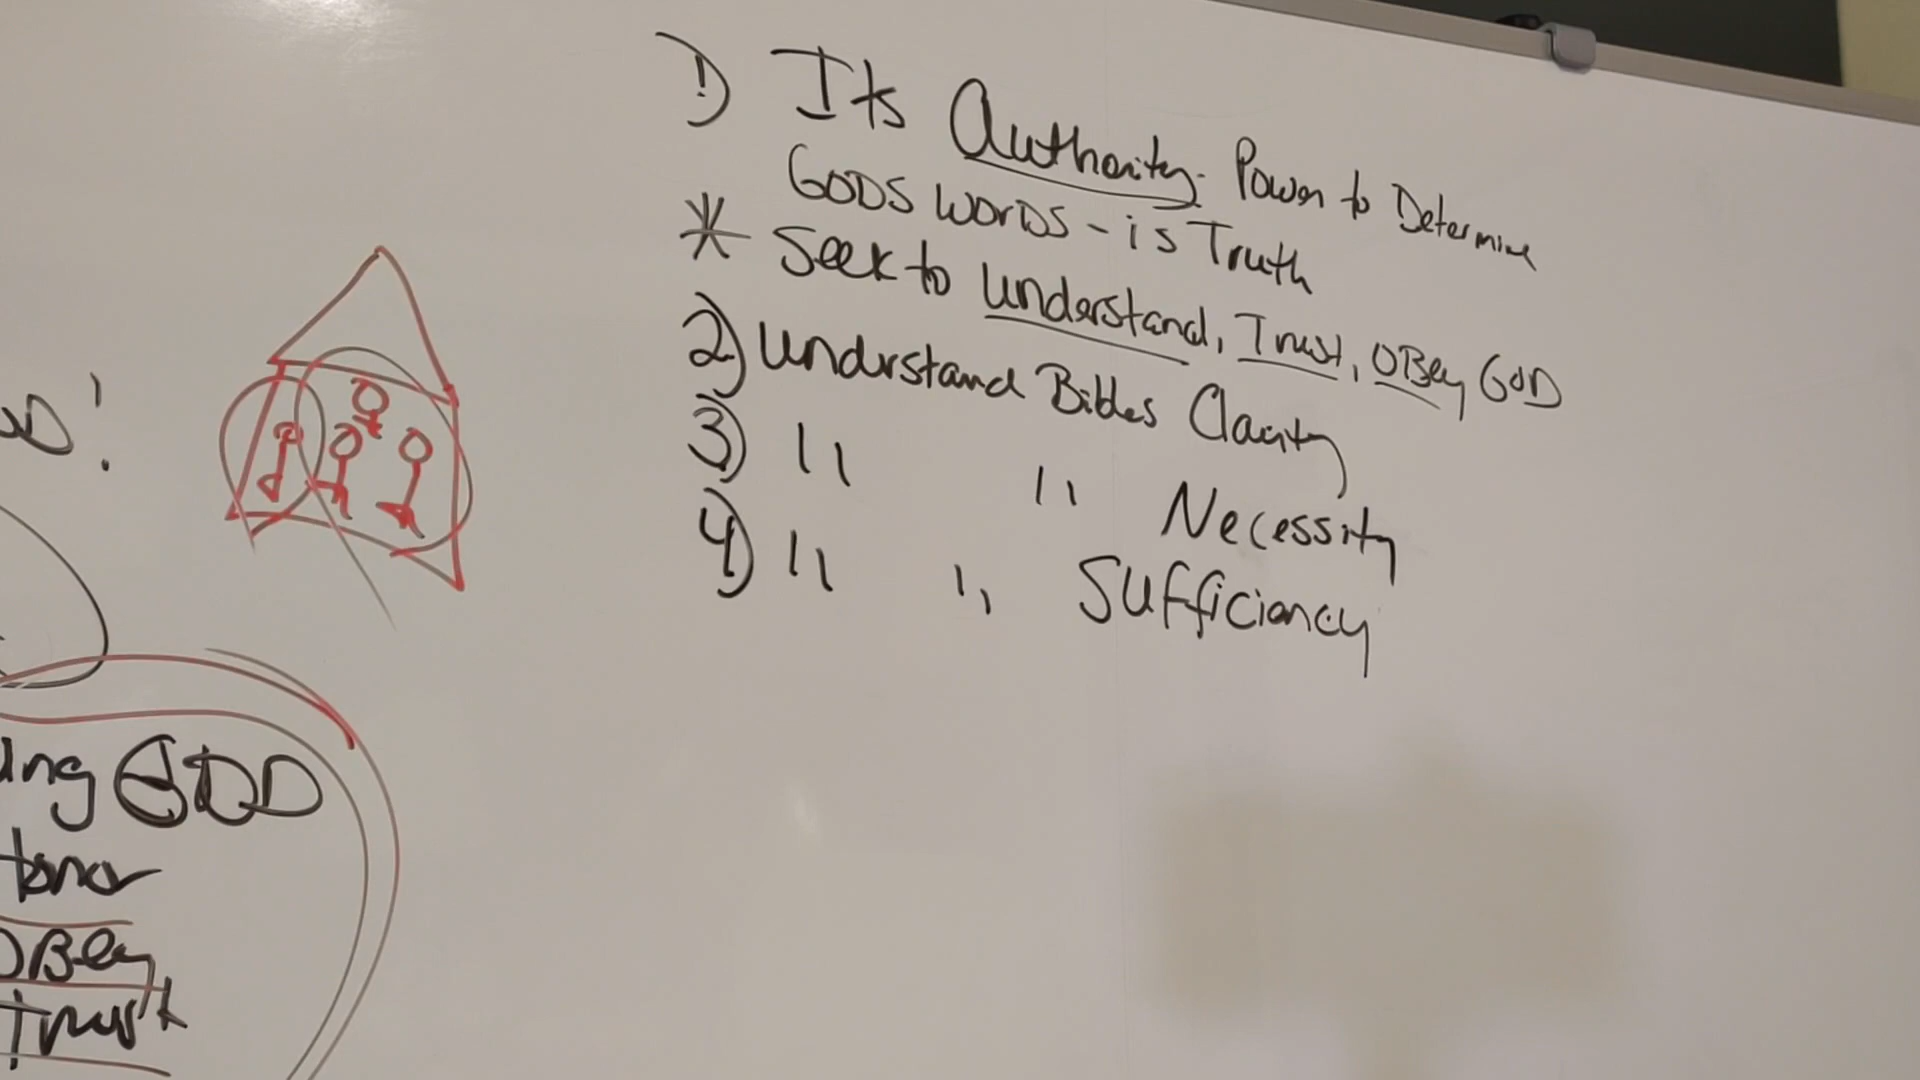 1) Its Authority. Power to Determine
GODS WORDS - is Truth
* Seek to Understand, Trust, OBey GOD
2) Understand Bibles Clarity
3) " " Necessity
4) " " Sufficiency
OD!
ing GOD
OBey
Trust